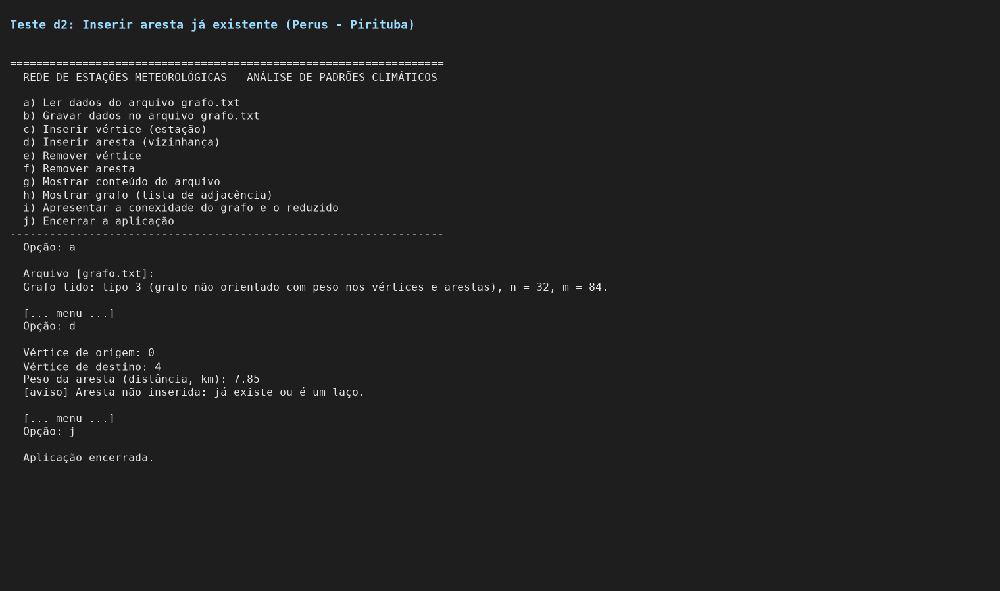 Teste d2: Inserir aresta já existente (Perus - Pirituba)
==================================================================
  REDE DE ESTAÇÕES METEOROLÓGICAS - ANÁLISE DE PADRÕES CLIMÁTICOS
==================================================================
  a) Ler dados do arquivo grafo.txt
  b) Gravar dados no arquivo grafo.txt
  c) Inserir vértice (estação)
  d) Inserir aresta (vizinhança)
  e) Remover vértice
  f) Remover aresta
  g) Mostrar conteúdo do arquivo
  h) Mostrar grafo (lista de adjacência)
  i) Apresentar a conexidade do grafo e o reduzido
  j) Encerrar a aplicação
------------------------------------------------------------------
  Opção: a
  Arquivo [grafo.txt]:
  Grafo lido: tipo 3 (grafo não orientado com peso nos vértices e arestas), n = 32, m = 84.
  [... menu ...]
  Opção: d
  Vértice de origem: 0
  Vértice de destino: 4
  Peso da aresta (distância, km): 7.85
  [aviso] Aresta não inserida: já existe ou é um laço.
  [... menu ...]
  Opção: j
  Aplicação encerrada.